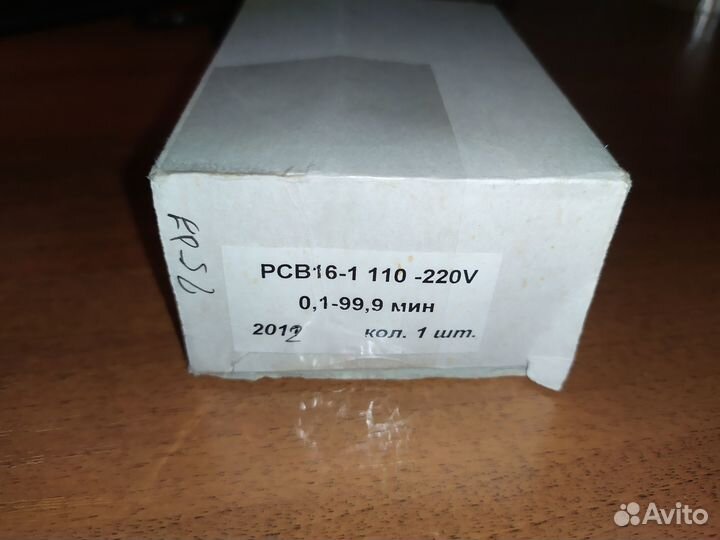 РСВ16-1 110 -220V
0,1-99,9 мин
2012 кол. 1 шт.
Avito